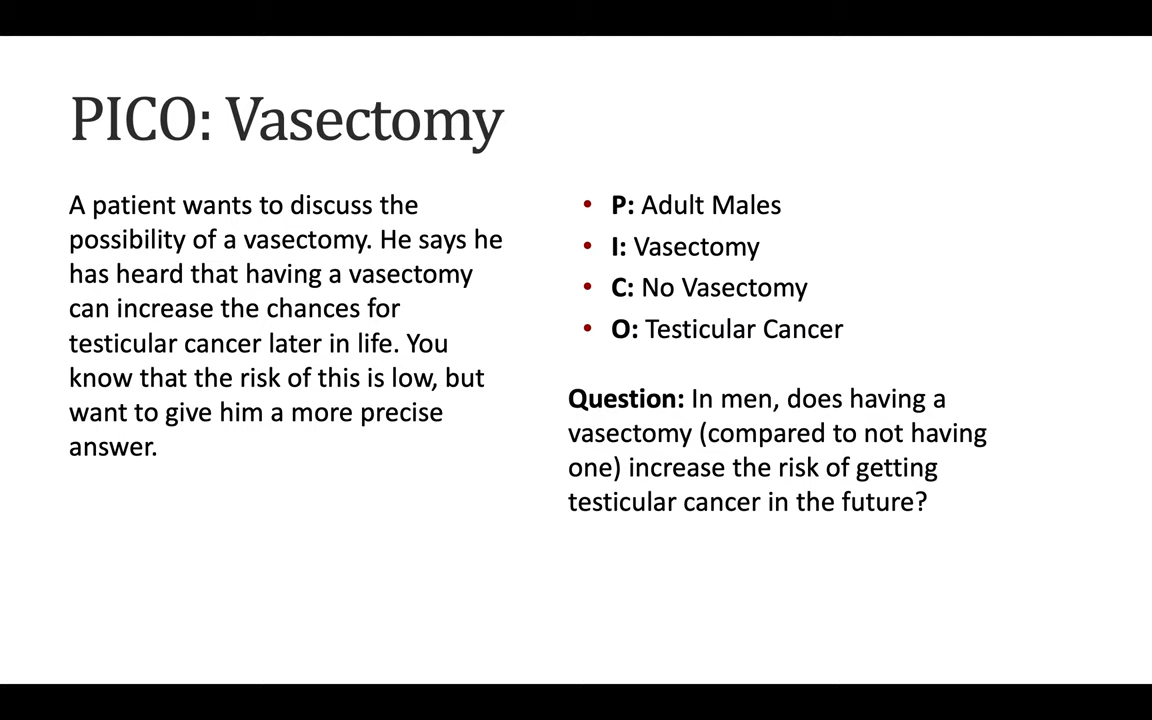 PICO: Vasectomy
A patient wants to discuss the
possibility of a vasectomy. He says he
has heard that having a vasectomy
can increase the chances for
testicular cancer later in life. You
know that the risk of this is low, but
want to give him a more precise
answer.
• P: Adult Males
• I: Vasectomy
• C: No Vasectomy
• O: Testicular Cancer
Question: In men, does having a
vasectomy (compared to not having
one) increase the risk of getting
testicular cancer in the future?